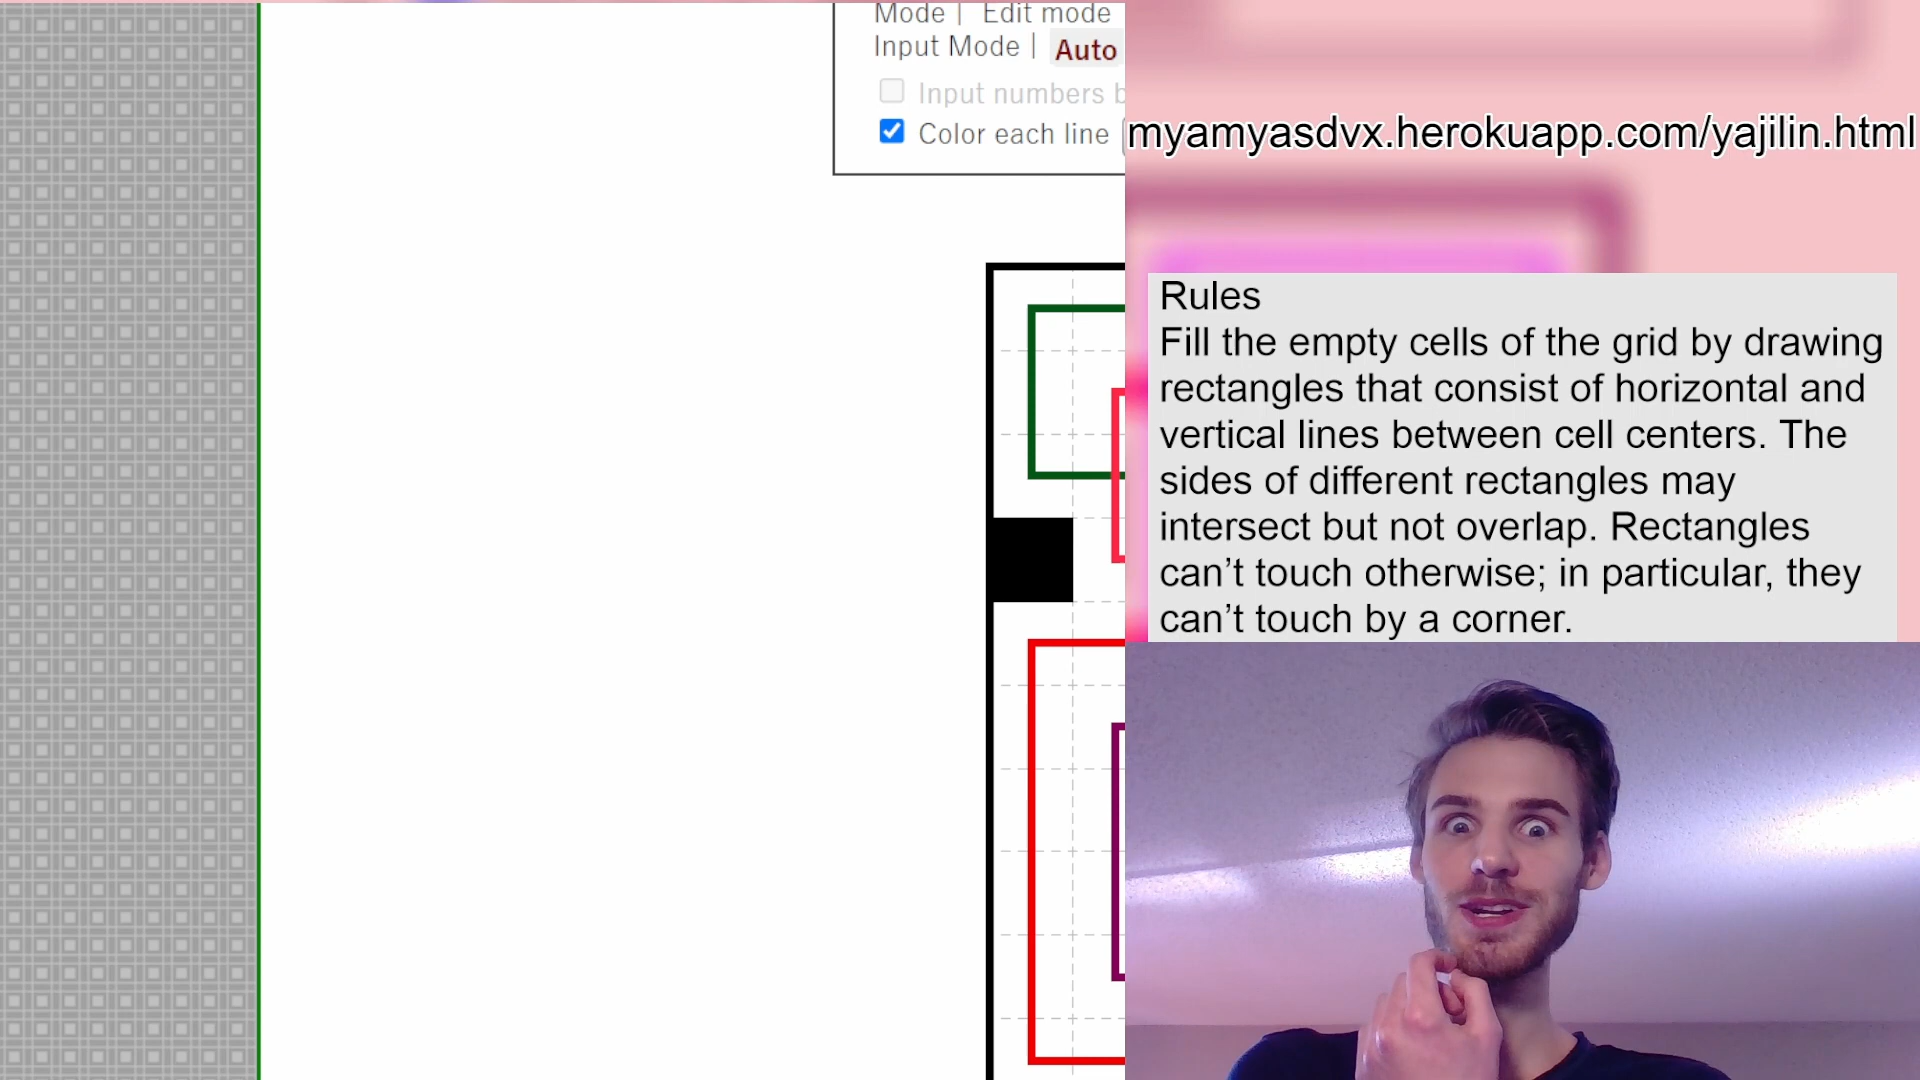 Mode | Edit mode
Input Mode | Auto
Input numbers b
Color each line
myamyasdvx.herokuapp.com/yajilin.html
Rules
Fill the empty cells of the grid by drawing
rectangles that consist of horizontal and
vertical lines between cell centers. The
sides of different rectangles may
intersect but not overlap. Rectangles
can’t touch otherwise; in particular, they
can’t touch by a corner.